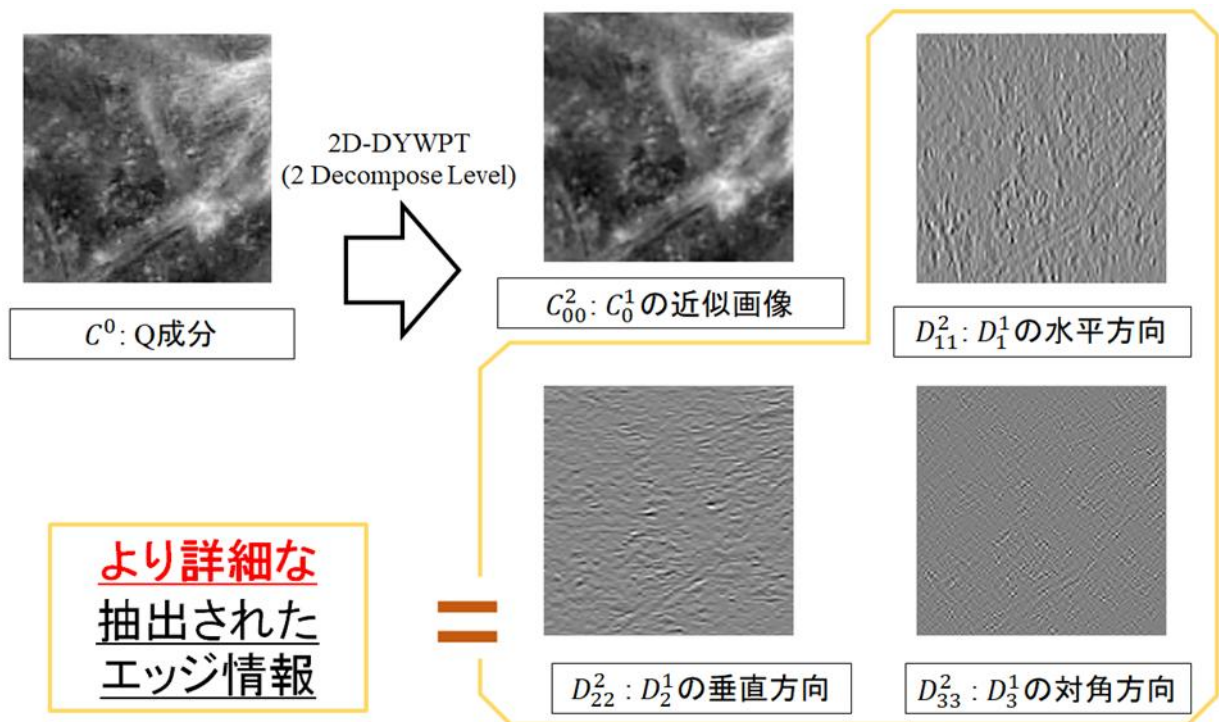 2D-DYWPT
(2 Decompose Level)
C⁰: Q成分
C²₀₀: C¹₀の近似画像
D²₁₁: D¹₁の水平方向
D²₂₂ : D¹₂の垂直方向
D²₃₃: D¹₃の対角方向
より詳細な
抽出された
エッジ情報
=